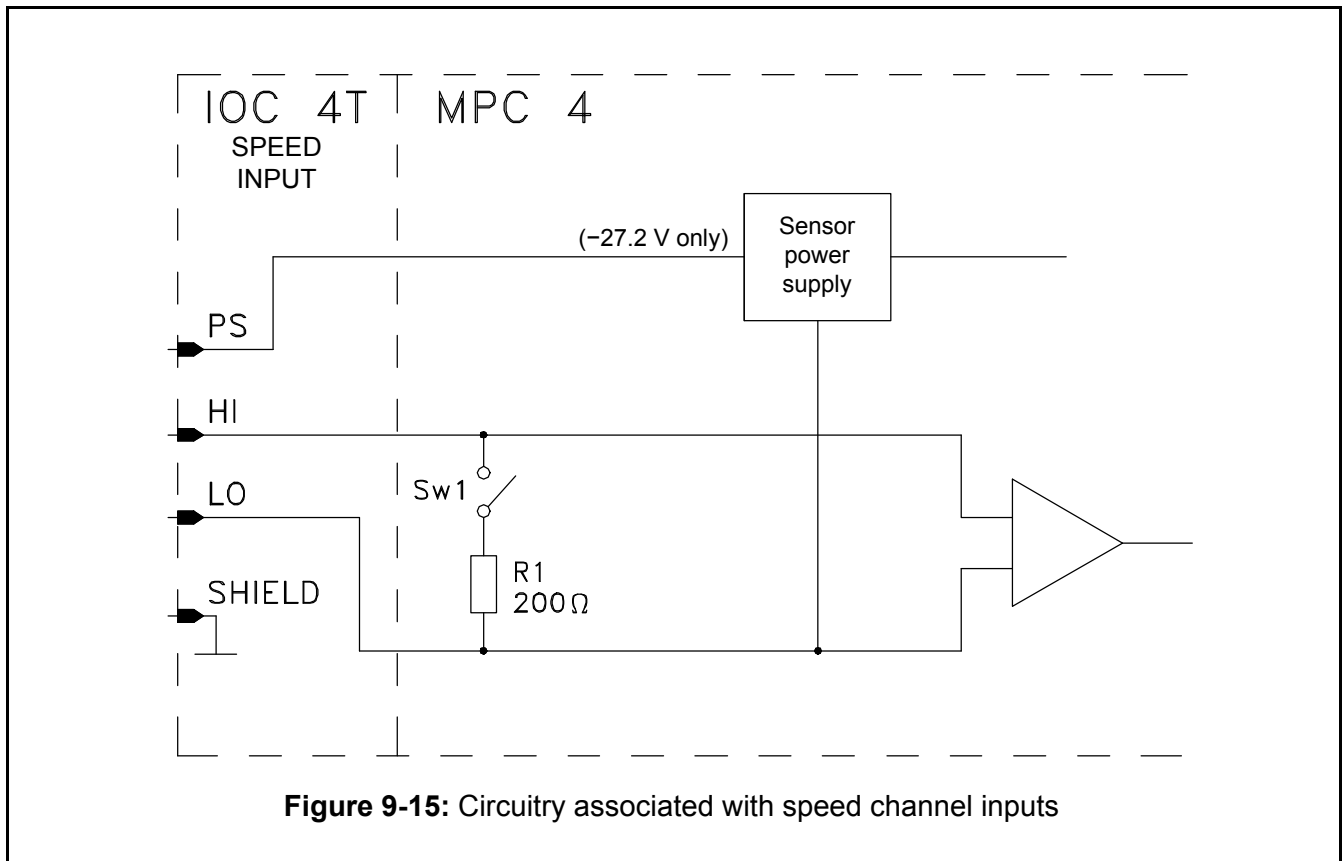 IOC 4T
MPC 4
SPEED
INPUT
(−27.2 V only)
Sensor
power
supply
PS
HI
LO
Sw1
R1
200Ω
SHIELD
Figure 9-15: Circuitry associated with speed channel inputs